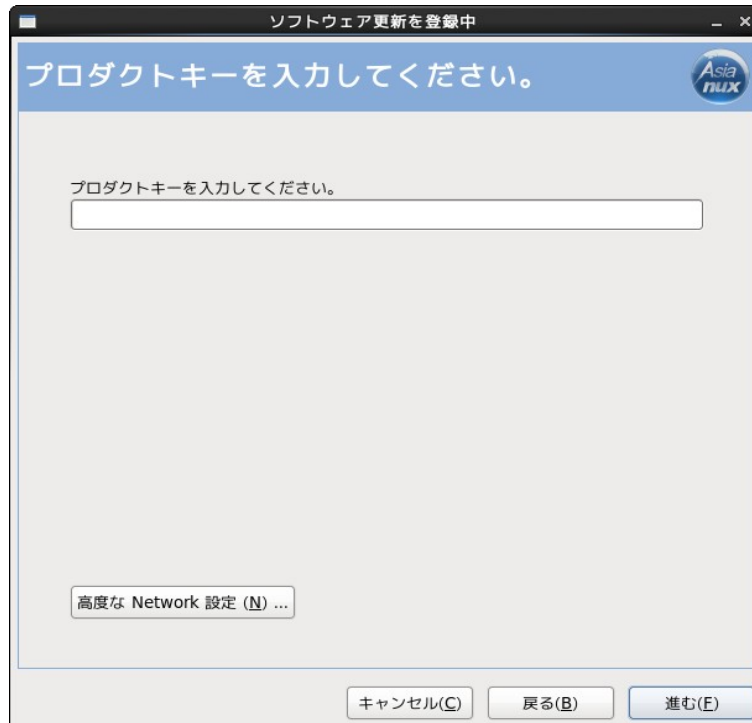 ソフトウェア更新を登録中
プロダクトキーを入力してください。
Asia
nux
プロダクトキーを入力してください。
高度な Network 設定 (N) ...
キャンセル(C)
戻る(B)
進む(F)